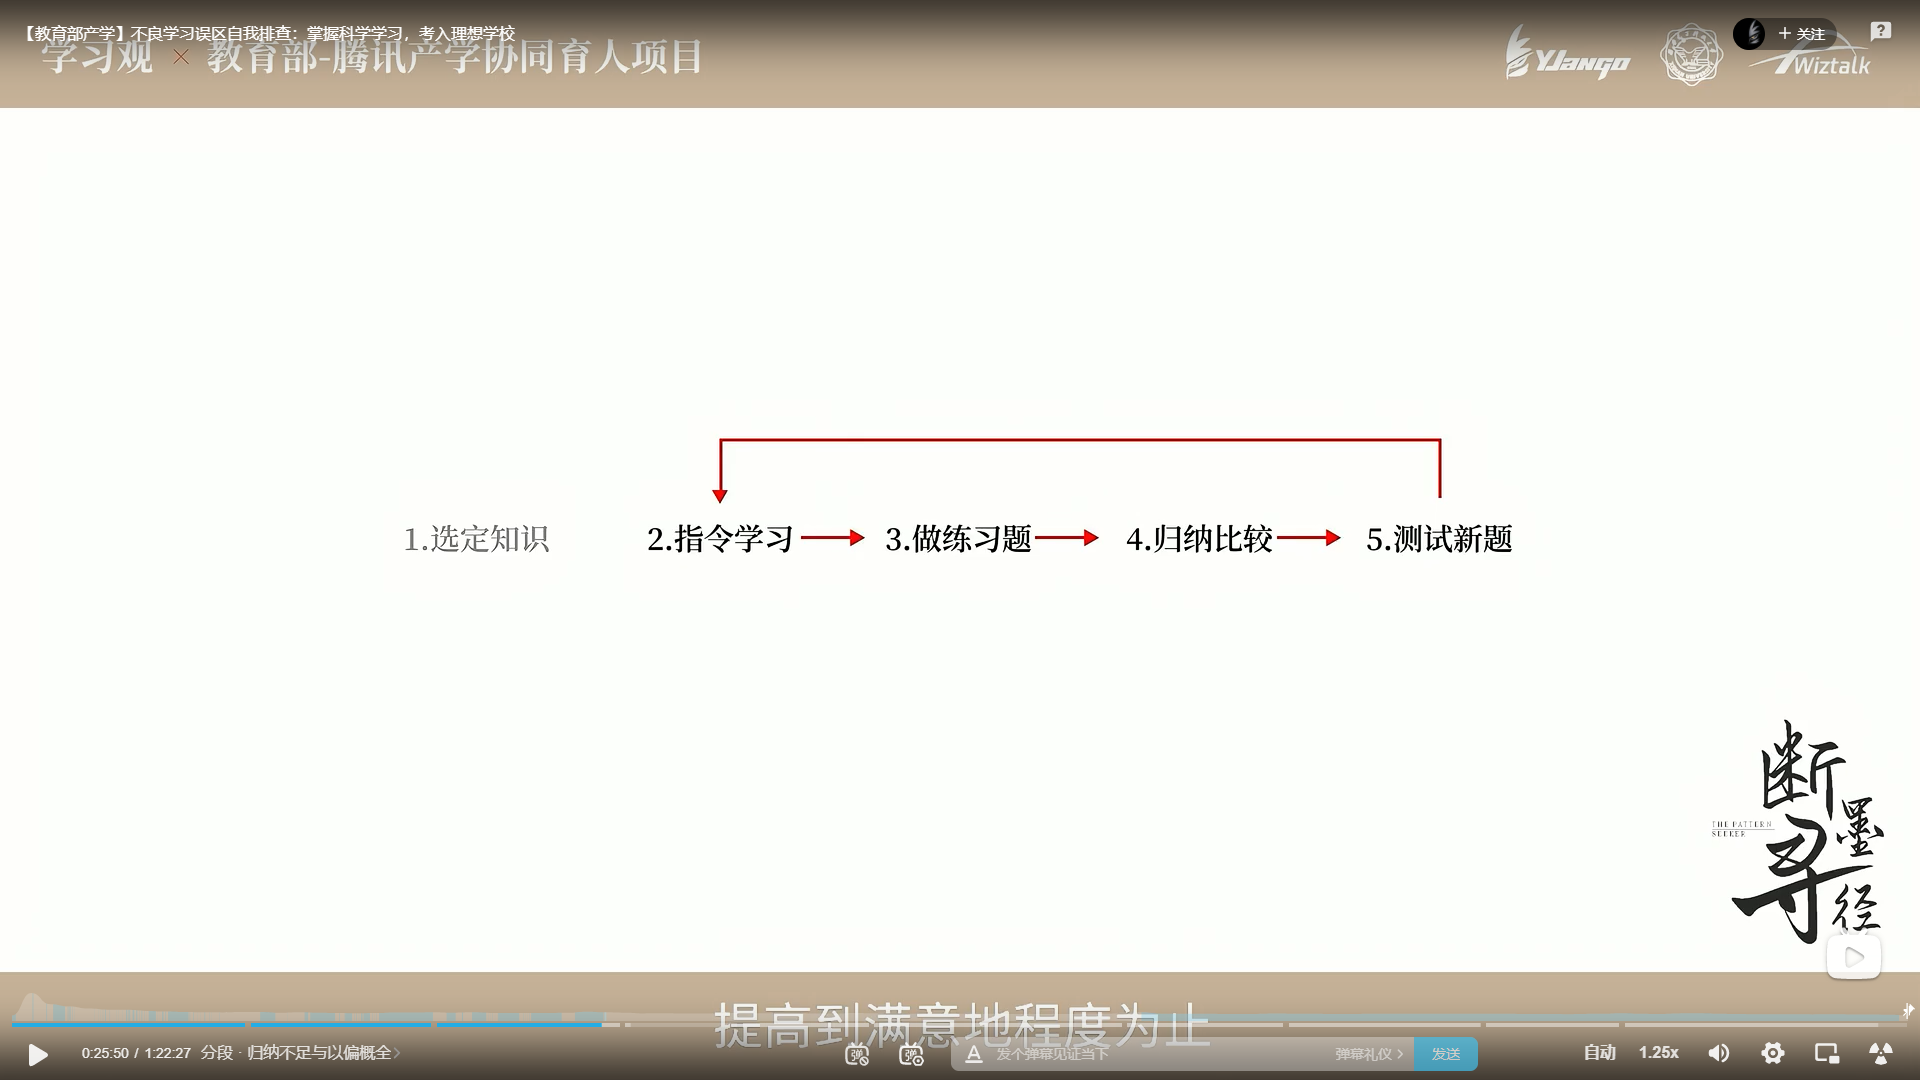 【教育部产学】不良学习误区自我排查：掌握科学学习，考入理想学校
学习观 × 教育部-腾讯产学协同育人项目
YJango
Wiztalk
+ 关注
1.选定知识
2.指令学习
3.做练习题
4.归纳比较
5.测试新题
断墨寻径
THE PATTERN
SEEKER
提高到满意地程度为止
0:25:50 / 1:22:27 分段 · 归纳不足与以偏概全
弹
弹
A 发个弹幕见证当下
弹幕礼仪
发送
自动
1.25x